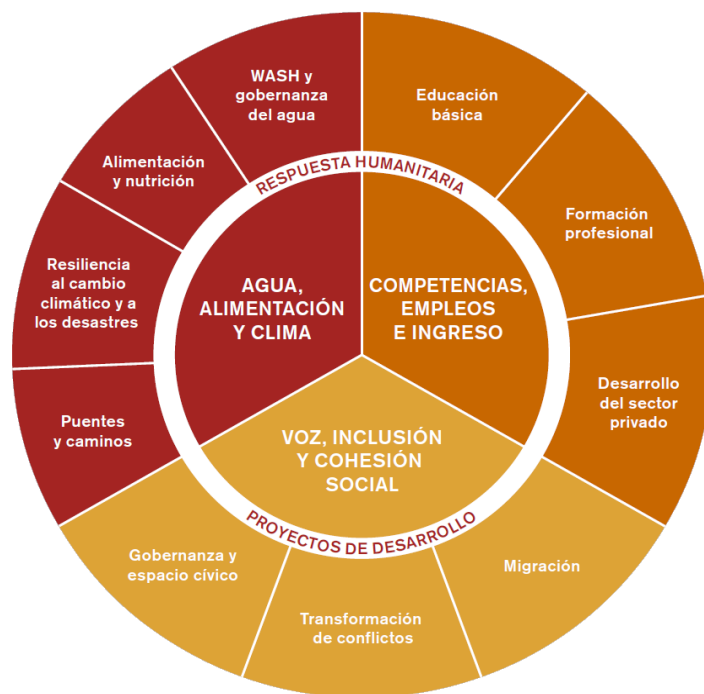 WASH y
gobernanza
del agua
Educación
básica
Alimentación
y nutrición
RESPUESTA HUMANITARIA
Formación
profesional
Resiliencia
al cambio
climático y a
los desastres
AGUA,
ALIMENTACIÓN
Y CLIMA
COMPETENCIAS,
EMPLEOS
E INGRESO
Desarrollo
del sector
privado
Puentes
y caminos
VOZ, INCLUSIÓN
Y COHESIÓN
SOCIAL
PROYECTOS DE DESARROLLO
Gobernanza y
espacio cívico
Migración
Transformación
de conflictos